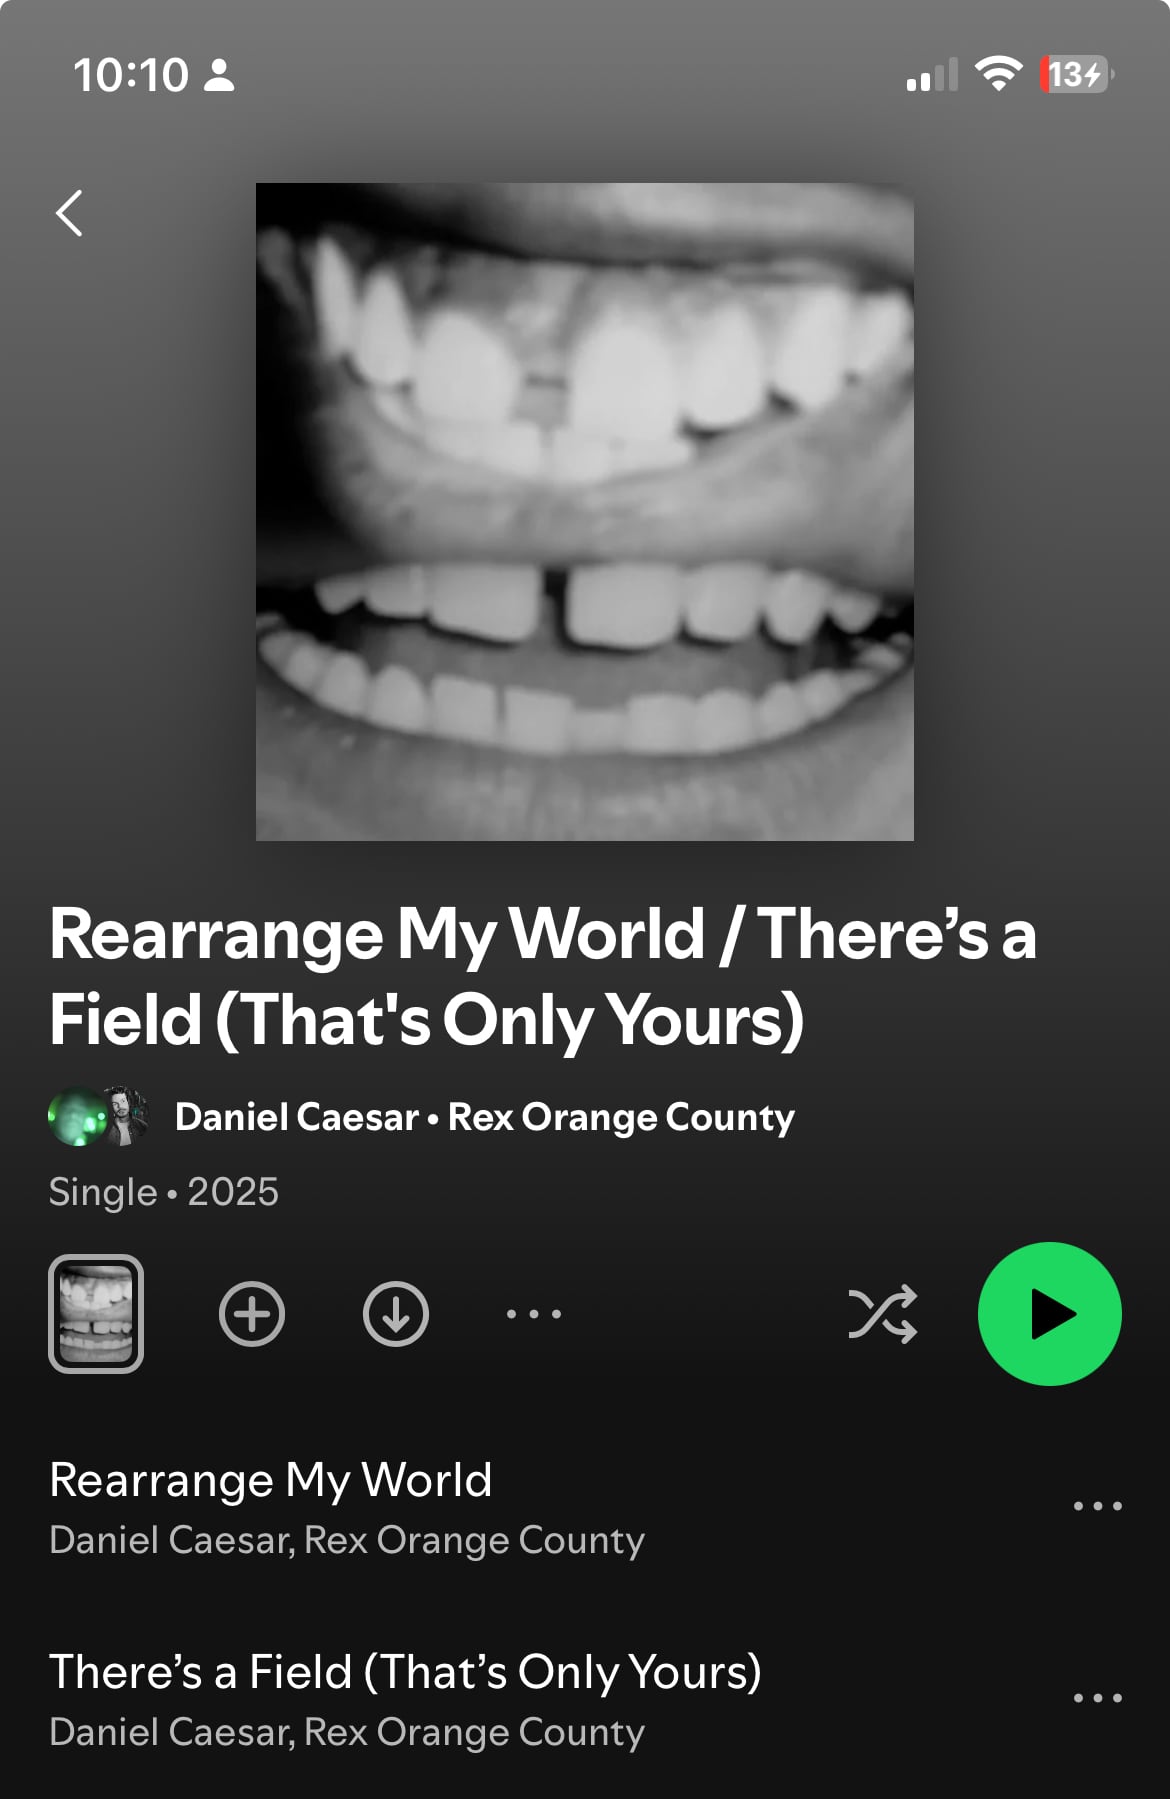 10:10
13
Rearrange My World / There’s a
Field (That's Only Yours)
Daniel Caesar • Rex Orange County
Single • 2025
Rearrange My World
Daniel Caesar, Rex Orange County
There’s a Field (That’s Only Yours)
Daniel Caesar, Rex Orange County